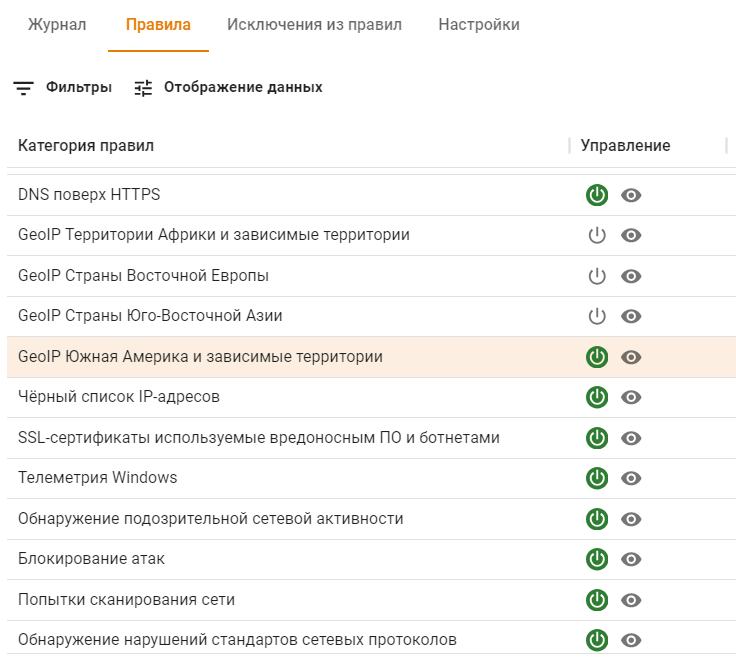 Журнал Правила Исключения из правил Настройки
Фильтры Отображение данных
Категория правил Управление
DNS поверх HTTPS
GeoIP Территории Африки и зависимые территории
GeoIP Страны Восточной Европы
GeoIP Страны Юго-Восточной Азии
GeoIP Южная Америка и зависимые территории
Чёрный список IP-адресов
SSL-сертификаты используемые вредоносным ПО и ботнетами
Телеметрия Windows
Обнаружение подозрительной сетевой активности
Блокирование атак
Попытки сканирования сети
Обнаружение нарушений стандартов сетевых протоколов